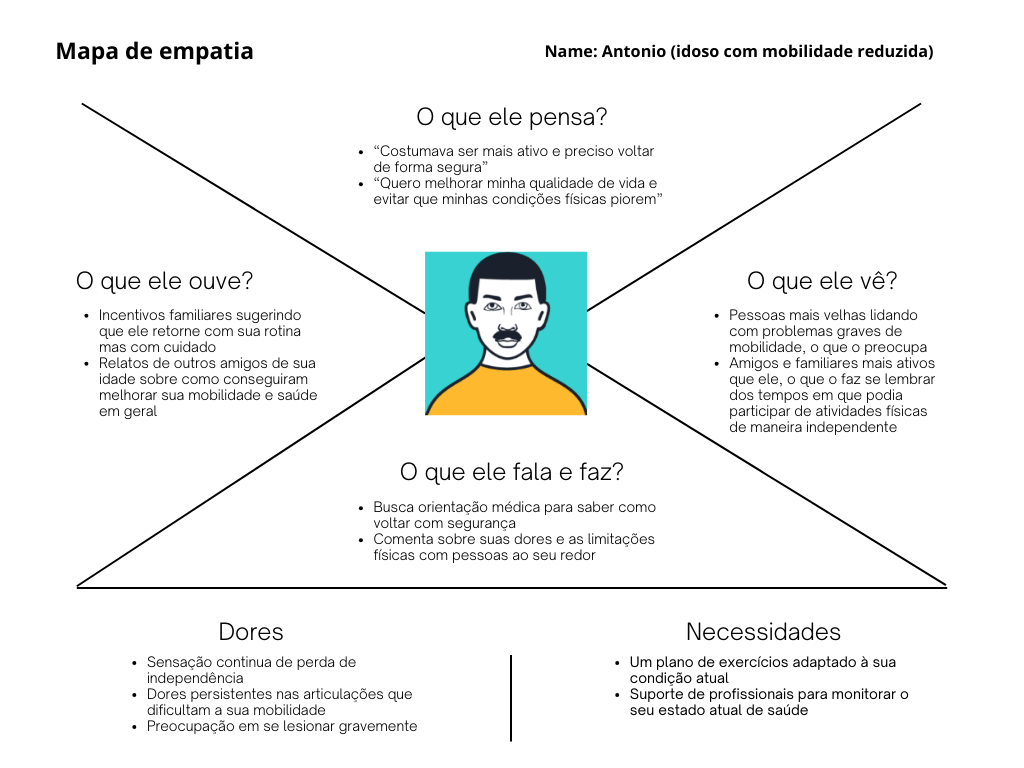 Mapa de empatia
Name: Antonio (idoso com mobilidade reduzida)
O que ele pensa?
• “Costumava ser mais ativo e preciso voltar
de forma segura”
• “Quero melhorar minha qualidade de vida e
evitar que minhas condições físicas piorem”
O que ele ouve?
• Incentivos familiares sugerindo
que ele retorne com sua rotina
mas com cuidado
• Relatos de outros amigos de sua
idade sobre como conseguiram
melhorar sua mobilidade e saúde
em geral
O que ele vê?
• Pessoas mais velhas lidando
com problemas graves de
mobilidade, o que o preocupa
• Amigos e familiares mais ativos
que ele, o que o faz se lembrar
dos tempos em que podia
participar de atividades físicas
de maneira independente
O que ele fala e faz?
• Busca orientação médica para saber como
voltar com segurança
• Comenta sobre suas dores e as limitações
físicas com pessoas ao seu redor
Dores
• Sensação continua de perda de
independência
• Dores persistentes nas articulações que
dificultam a sua mobilidade
• Preocupação em se lesionar gravemente
Necessidades
• Um plano de exercícios adaptado à sua
condição atual
• Suporte de profissionais para monitorar o
seu estado atual de saúde